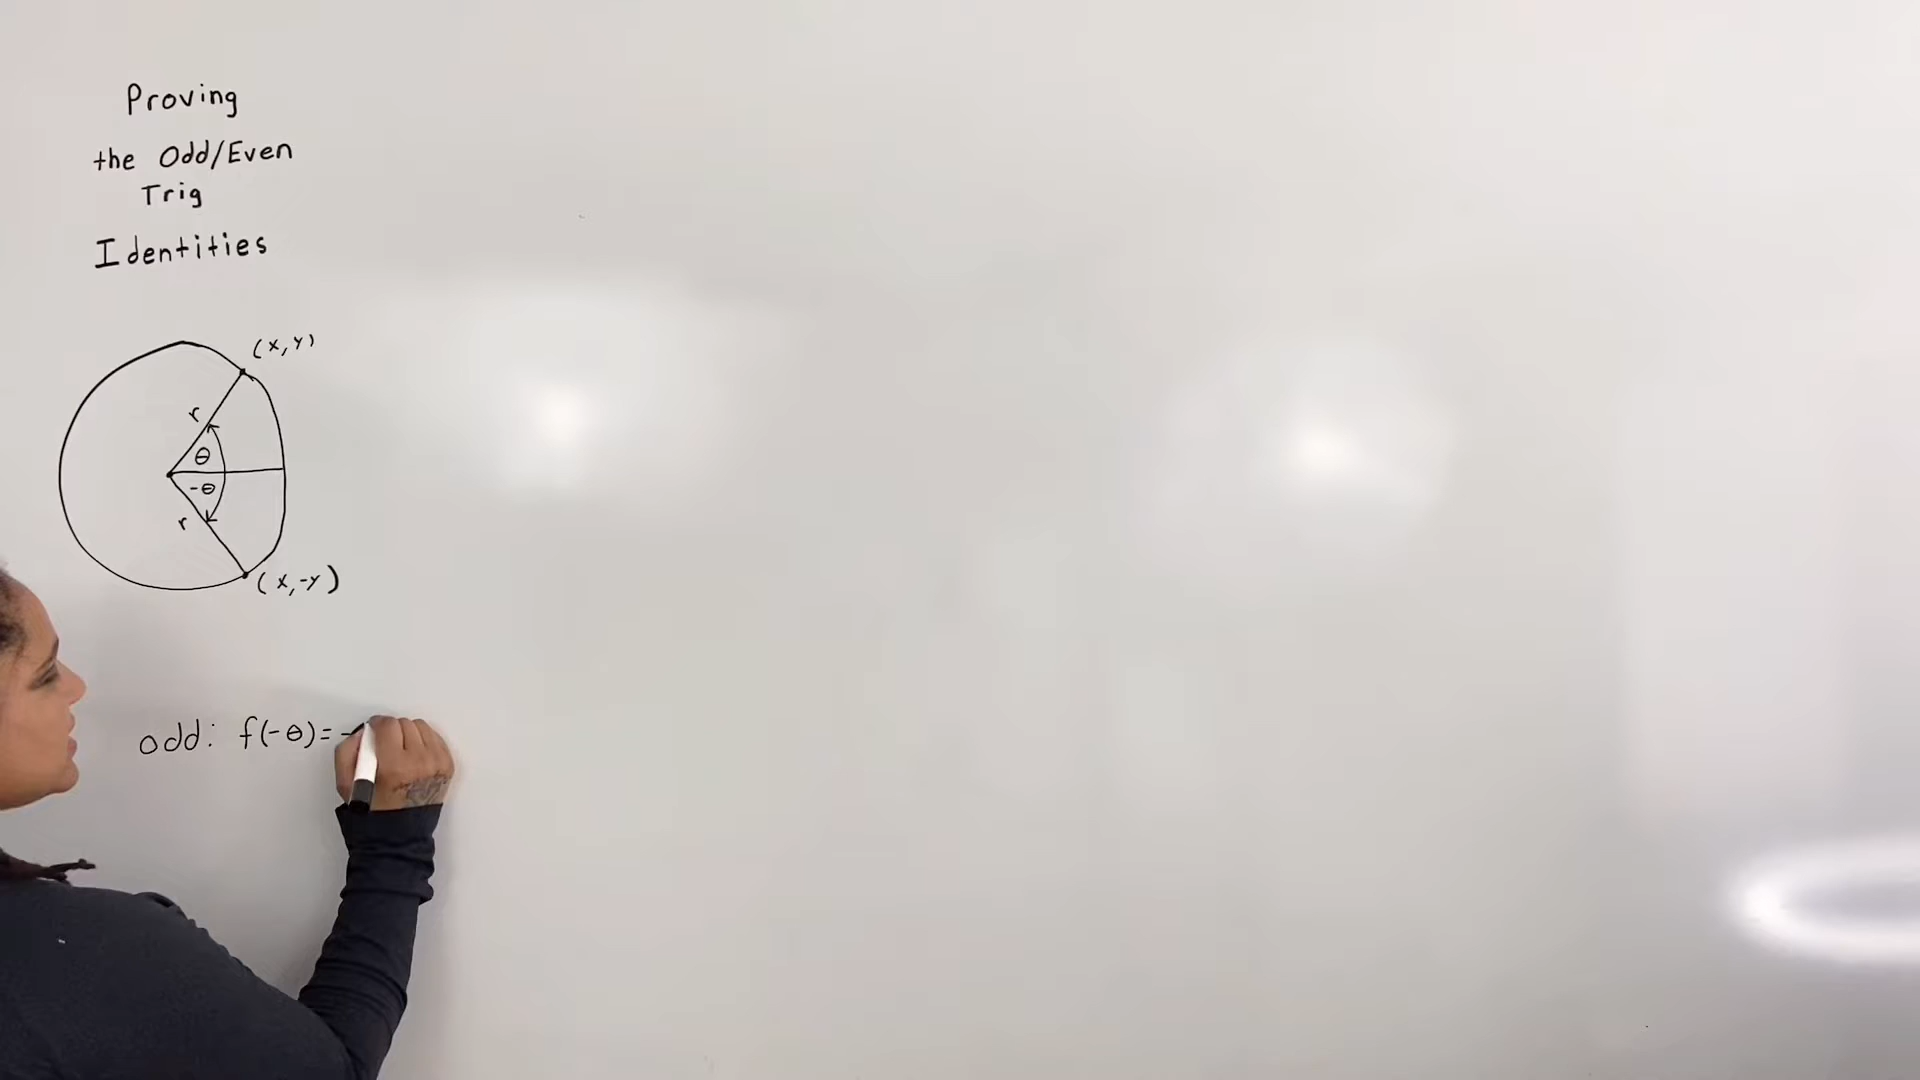 Proving
the Odd/Even
Trig
Identities
(x,y)
r
θ
-θ
r
(x,-y)
odd: f(-θ)= -